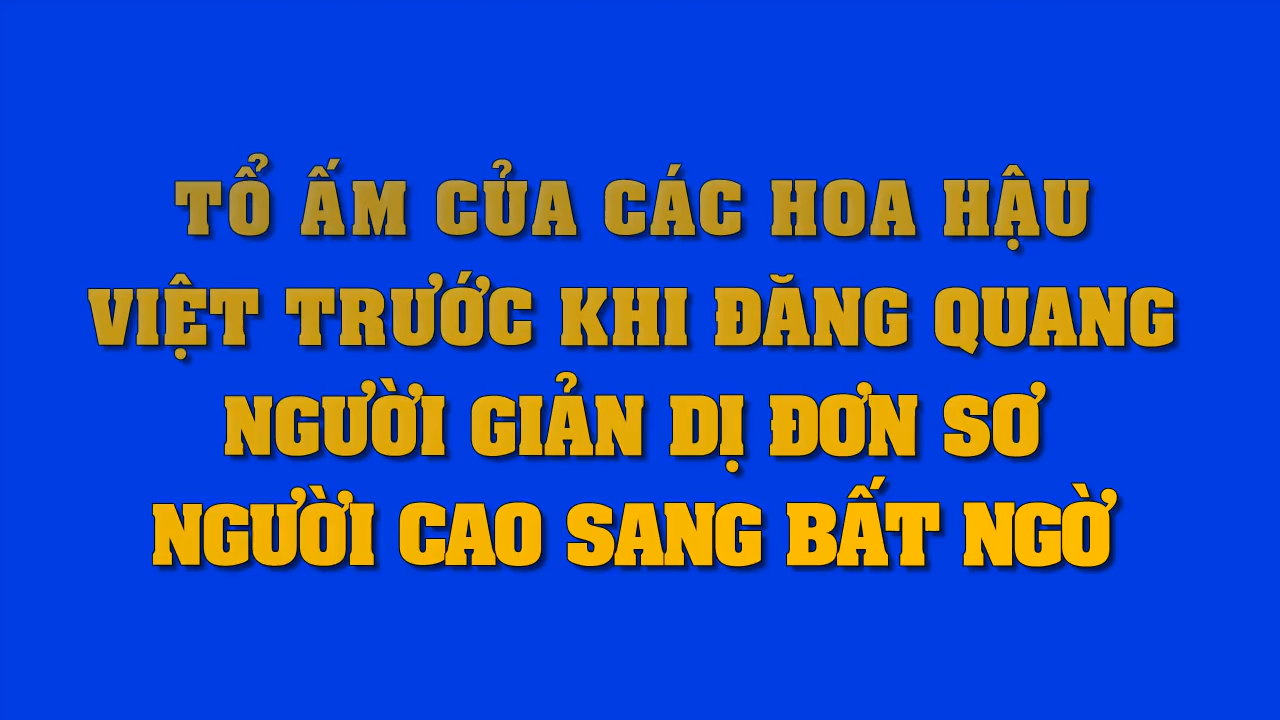 TỔ ẤM CỦA CÁC HOA HẬU
VIỆT TRƯỚC KHI ĐĂNG QUANG
NGƯỜI GIẢN DỊ ĐƠN SƠ
NGƯỜI CAO SANG BẤT NGỜ